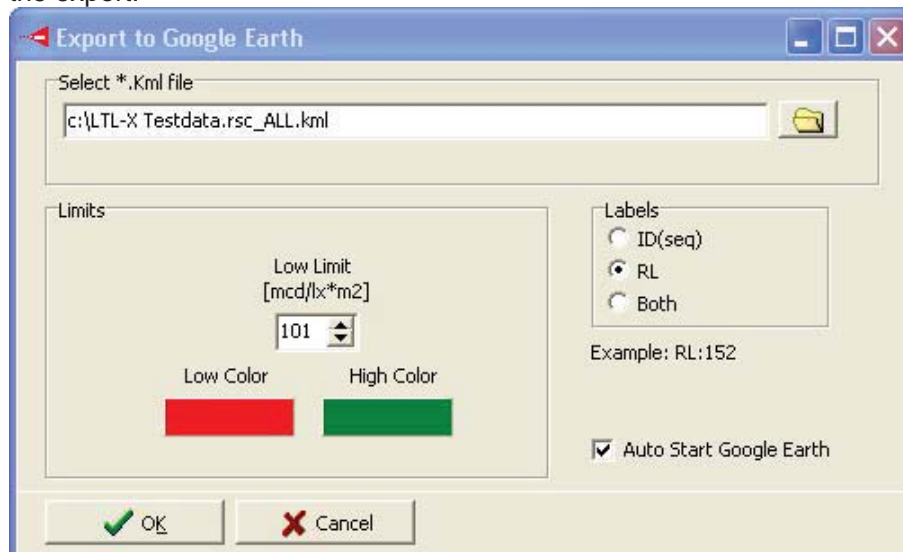 the export.
Export to Google Earth
Select *.Kml file
c:\LTL-X Testdata.rsc_ALL.kml
Limits
Low Limit
[mcd/lx*m2]
101
Low Color High Color
Labels
ID(seq)
RL
Both
Example: RL:152
Auto Start Google Earth
OK Cancel